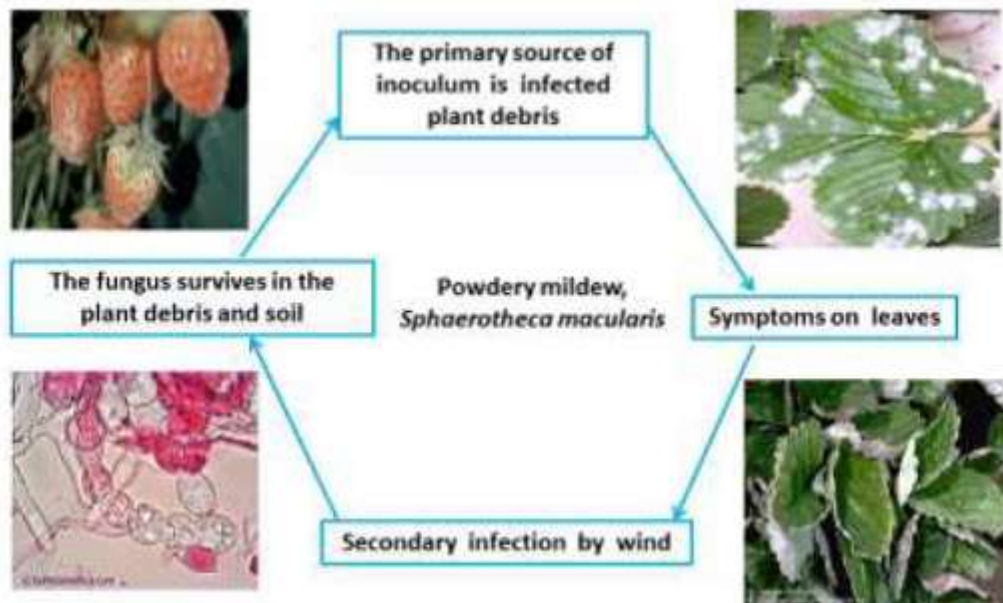 The primary source of
inoculum is infected
plant debris
The fungus survives in the
plant debris and soil
Powdery mildew,
Sphaerotheca macularis
Symptoms on leaves
Secondary infection by wind